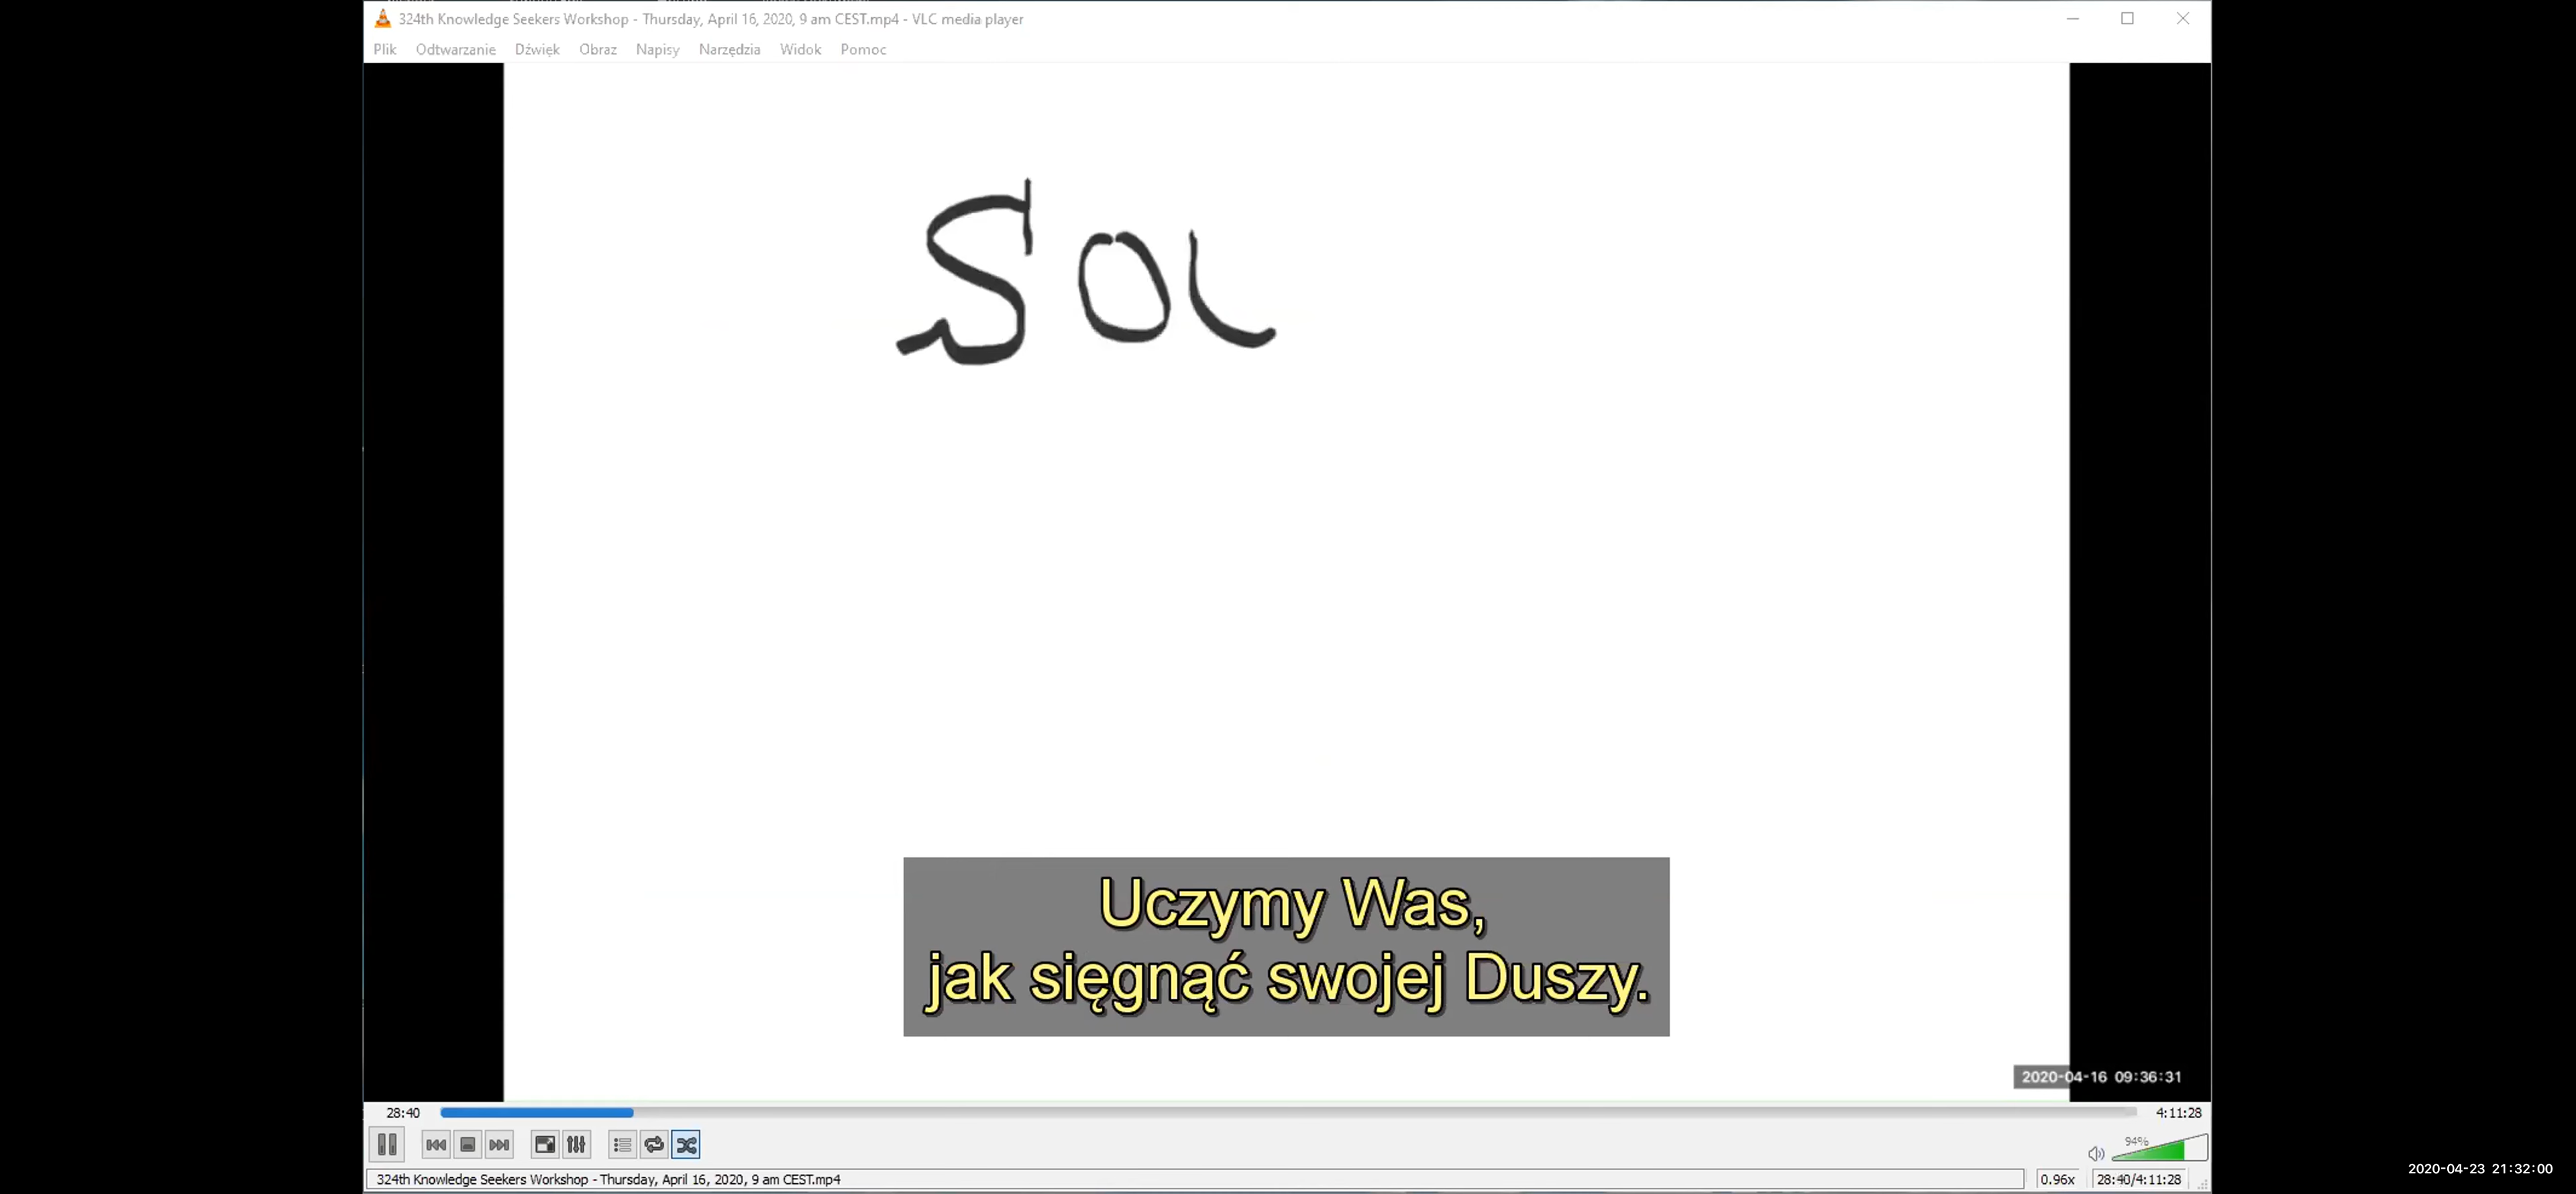 324th Knowledge Seekers Workshop - Thursday, April 16, 2020, 9 am CEST.mp4 - VLC media player
Plik Odtwarzanie Dźwięk Obraz Napisy Narzędzia Widok Pomoc
SOL
Uczymy Was,
jak sięgnąć swojej Duszy.
2020-04-16 09:36:31
28:40 4:11:28
94%
324th Knowledge Seekers Workshop - Thursday, April 16, 2020, 9 am CEST.mp4 0.96x 28:40/4:11:28
2020-04-23 21:32:00